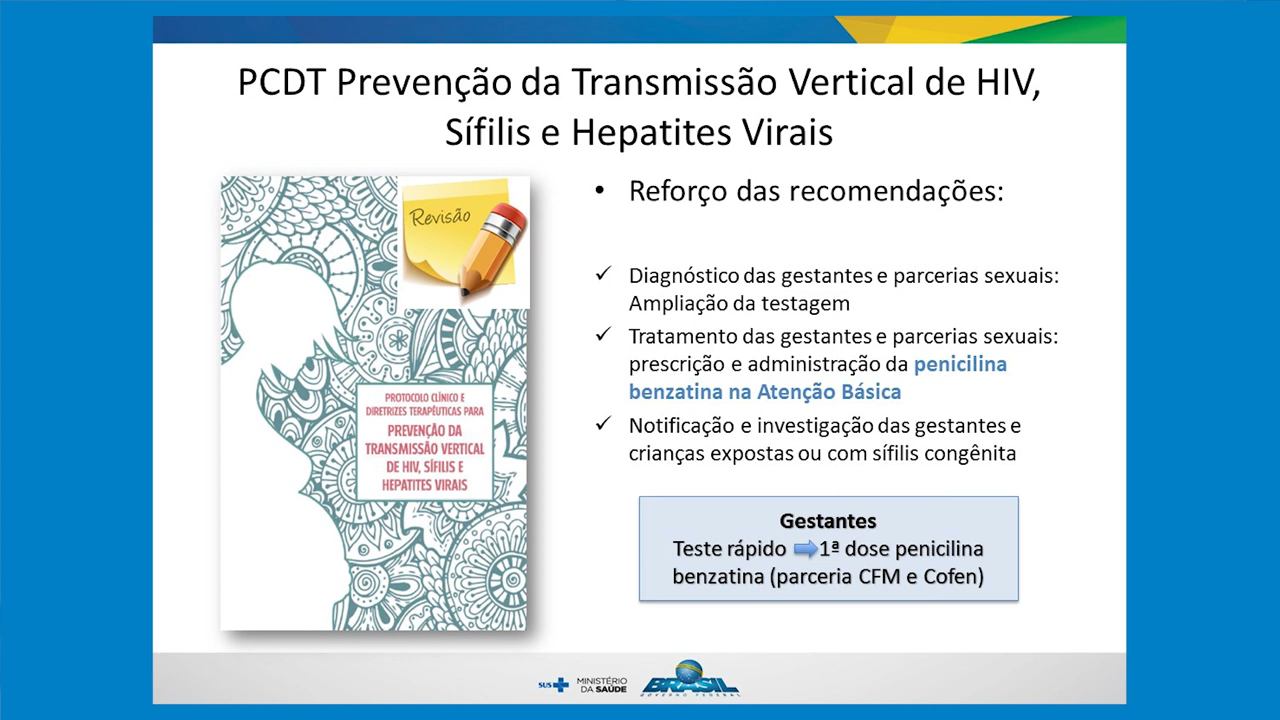 PCDT Prevenção da Transmissão Vertical de HIV,
Sífilis e Hepatites Virais
Revisão
PROTOCOLO CLÍNICO E
DIRETRIZES TERAPÊUTICAS PARA
PREVENÇÃO DA
TRANSMISSÃO VERTICAL
DE HIV, SÍFILIS E
HEPATITES VIRAIS
• Reforço das recomendações:
✓ Diagnóstico das gestantes e parcerias sexuais:
Ampliação da testagem
✓ Tratamento das gestantes e parcerias sexuais:
prescrição e administração da penicilina
benzatina na Atenção Básica
✓ Notificação e investigação das gestantes e
crianças expostas ou com sífilis congênita
Gestantes
Teste rápido 1ª dose penicilina
benzatina (parceria CFM e Cofen)
SUS
MINISTÉRIO
DA SAÚDE
BRASIL
GOVERNO FEDERAL